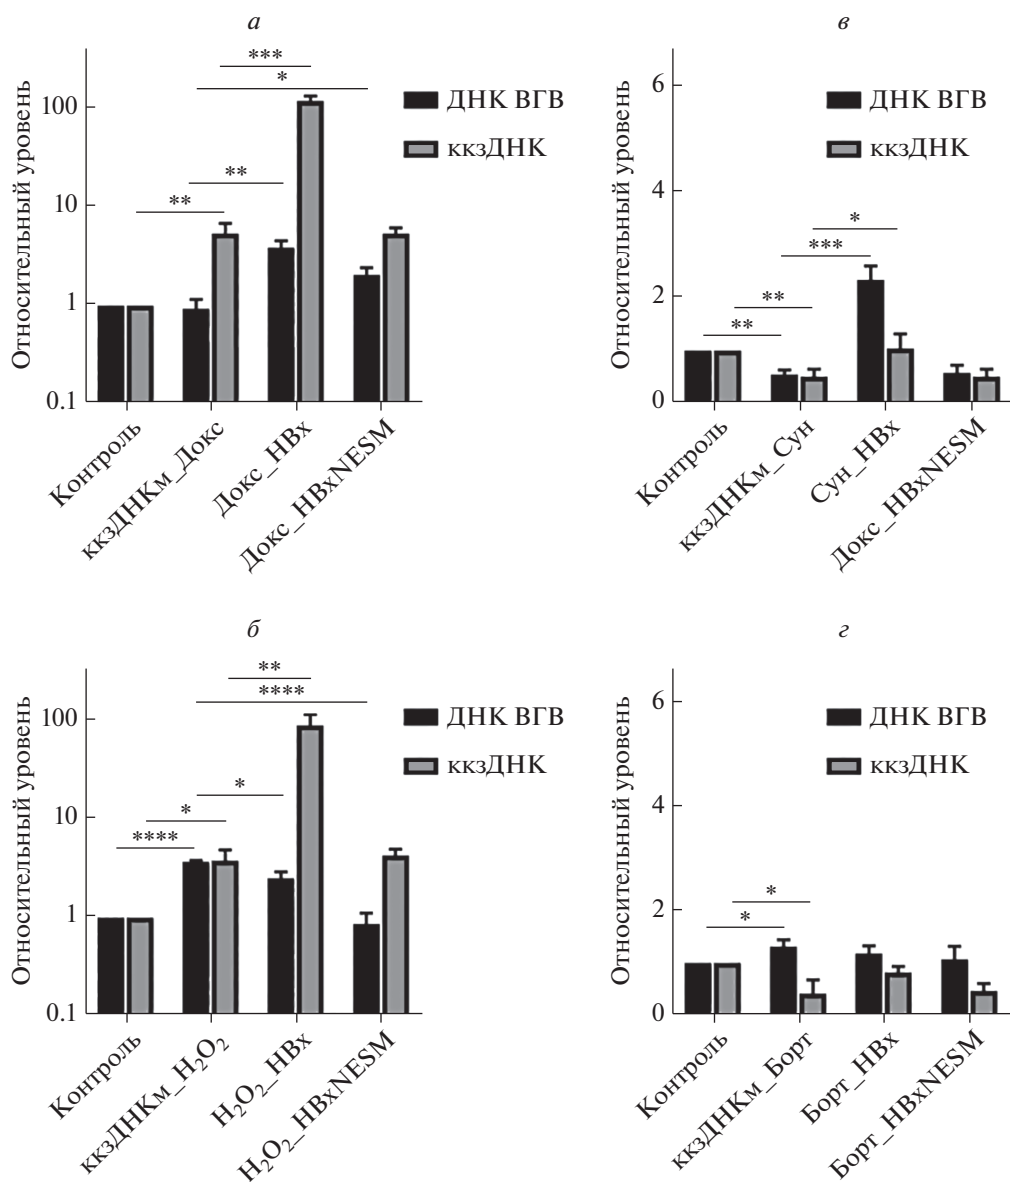 а
Относительный уровень
100
10
1
0.1
***
*
**
**
ДНК ВГВ
ккзДНК
Контроль
ккзДНКм_Докс
Докс_HBx
Докс_HBxNESM
в
Относительный уровень
6
4
2
0
*
***
**
**
ДНК ВГВ
ккзДНК
Контроль
ккзДНКм_Сун
Сун_HBx
Докс_HBxNESM
б
Относительный уровень
100
10
1
0.1
**
****
*
*
****
ДНК ВГВ
ккзДНК
Контроль
ккзДНКм_H₂O₂
H₂O₂_HBx
H₂O₂_HBxNESM
г
Относительный уровень
6
4
2
0
*
*
ДНК ВГВ
ккзДНК
Контроль
ккзДНКм_Борт
Борт_HBx
Борт_HBxNESM